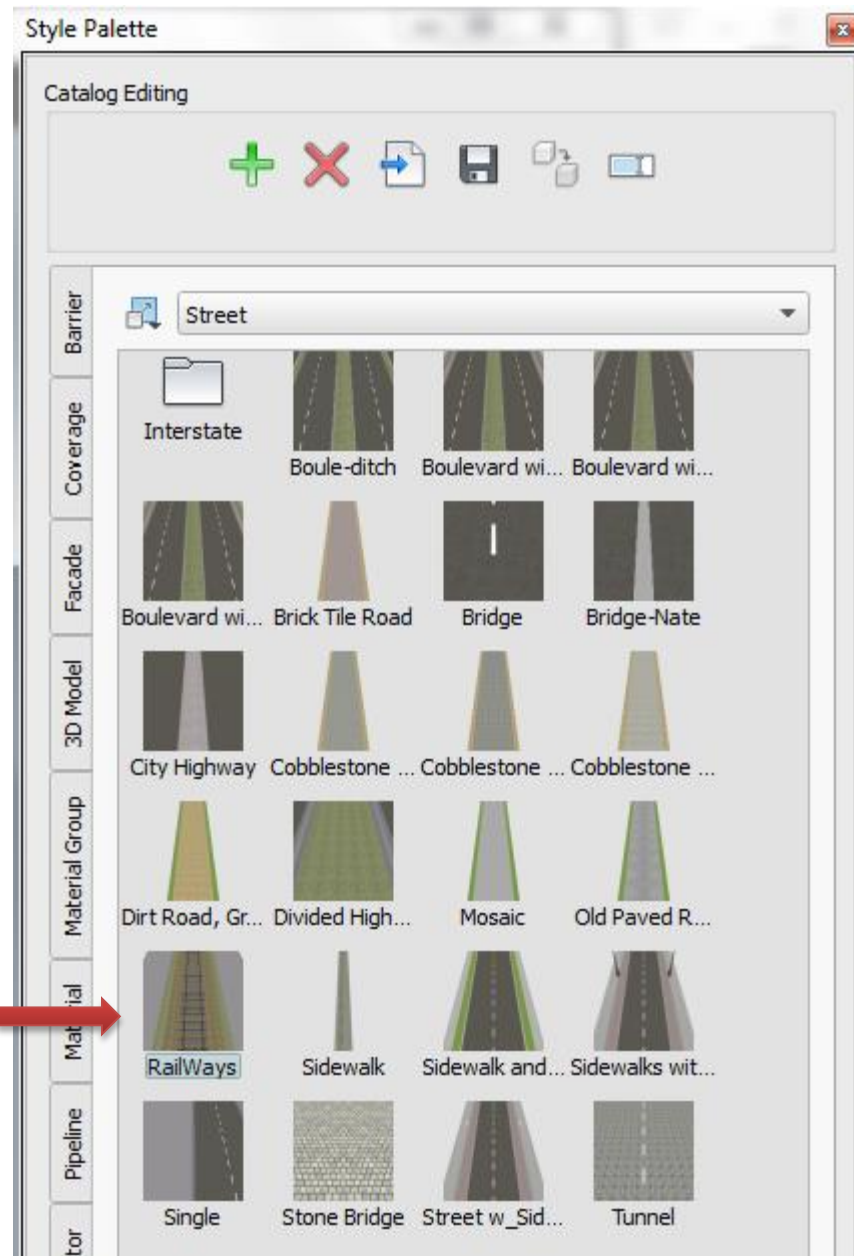 Style Palette
Catalog Editing
Barrier
Coverage
Facade
3D Model
Material Group
Material
Pipeline
tor
Street
Interstate
Boule-ditch
Boulevard wi...
Boulevard wi...
Boulevard wi...
Brick Tile Road
Bridge
Bridge-Nate
City Highway
Cobblestone ...
Cobblestone ...
Cobblestone ...
Dirt Road, Gr...
Divided High...
Mosaic
Old Paved R...
RailWays
Sidewalk
Sidewalk and...
Sidewalks wit...
Single
Stone Bridge
Street w_Sid...
Tunnel